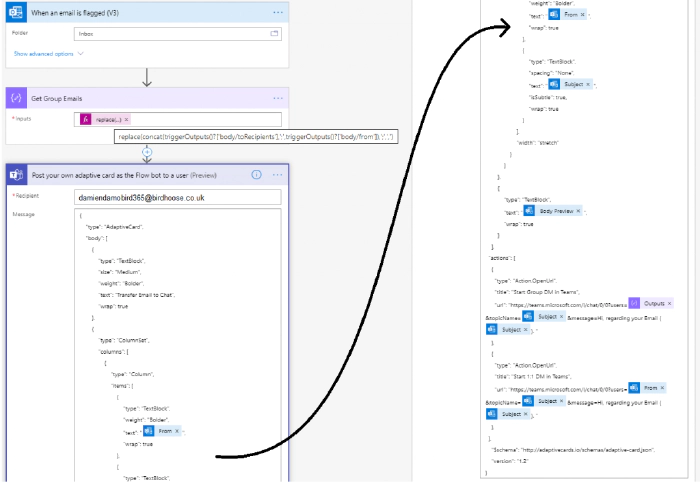 When an email is flagged (V3)
Folder
Inbox
Show advanced options
Get Group Emails
* Inputs
fx replace(...) ×
replace(concat(triggerOutputs()?['body/toRecipients'],';',triggerOutputs()?['body/from']),';',',')
Post your own adaptive card as the Flow bot to a user (Preview)
* Recipient
damiendamobird365@birdhoose.co.uk
Message
{
"type": "AdaptiveCard",
"body": [
{
"type": "TextBlock",
"size": "Medium",
"weight": "Bolder",
"text": "Transfer Email to Chat",
"wrap": true
},
{
"type": "ColumnSet",
"columns": [
{
"type": "Column",
"items": [
{
"type": "TextBlock",
"weight": "Bolder",
"text": " From × ",
"wrap": true
},
{
"type": "TextBlock",
"weight": "Bolder",
"text": " From × ",
"wrap": true
},
{
"type": "TextBlock",
"spacing": "None",
"text": " Subject × ",
"isSubtle": true,
"wrap": true
}
],
"width": "stretch"
}
]
},
{
"type": "TextBlock",
"text": " Body Preview × "
"wrap": true
}
],
"actions": [
{
"type": "Action.OpenUrl",
"title": "Start Group DM in Teams",
"url": "https://teams.microsoft.com/l/chat/0/0?users= Outputs ×
&topicName= Subject × &message=Hi, regarding your Email [
Subject × ], "
},
{
"type": "Action.OpenUrl",
"title": "Start 1:1 DM in Teams",
"url": "https://teams.microsoft.com/l/chat/0/0?users= From ×
&topicName= Subject × &message=Hi, regarding your Email [
Subject × ], "
}
],
"$schema": "http://adaptivecards.io/schemas/adaptive-card.json",
"version": "1.2"
}